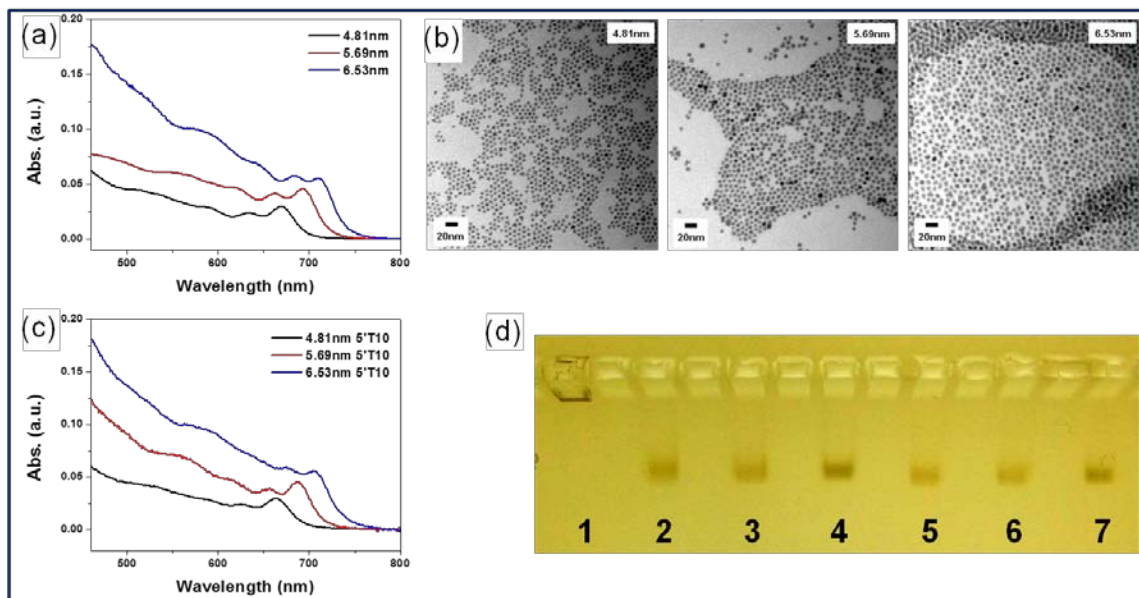 (a)
0.20
0.15
0.10
0.05
0.00
Abs. (a.u.)
4.81nm
5.69nm
6.53nm
500
600
700
800
Wavelength (nm)
(b)
4.81nm
20nm
5.69nm
20nm
6.53nm
20nm
(c)
0.20
0.15
0.10
0.05
0.00
Abs. (a.u.)
4.81nm 5'T10
5.69nm 5'T10
6.53nm 5'T10
500
600
700
800
Wavelength (nm)
(d)
1 2 3 4 5 6 7